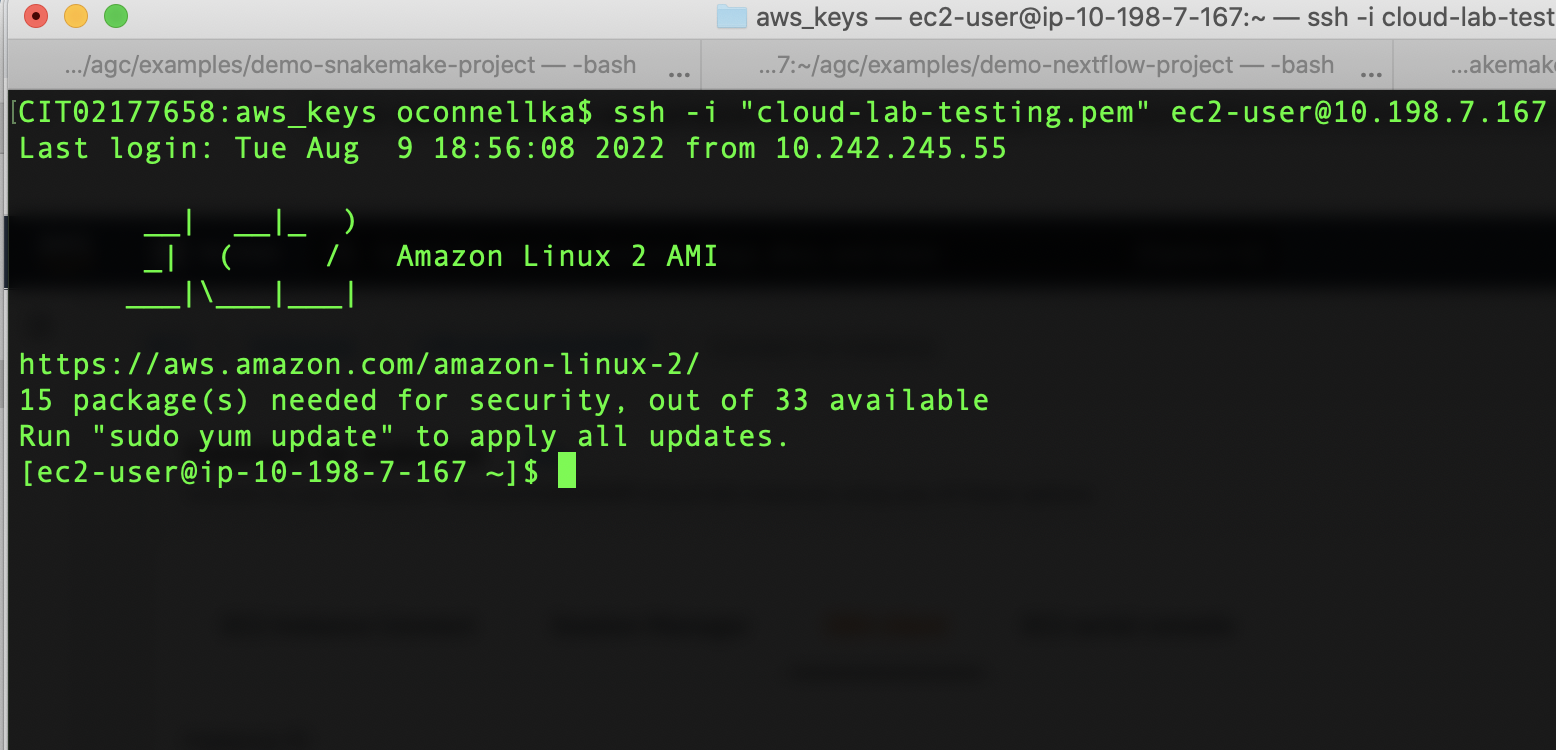 aws_keys — ec2-user@ip-10-198-7-167:~ — ssh -i cloud-lab-test
.../agc/examples/demo-snakemake-project — -bash ...
...7:~/agc/examples/demo-nextflow-project — -bash ...
...akemake
[CIT02177658:aws_keys oconnellka$ ssh -i "cloud-lab-testing.pem" ec2-user@10.198.7.167
Last login: Tue Aug  9 18:56:08 2022 from 10.242.245.55
       __|  __|_  )
       _|  (     /   Amazon Linux 2 AMI
      ___|\___|___|
https://aws.amazon.com/amazon-linux-2/
15 package(s) needed for security, out of 33 available
Run "sudo yum update" to apply all updates.
[ec2-user@ip-10-198-7-167 ~]$